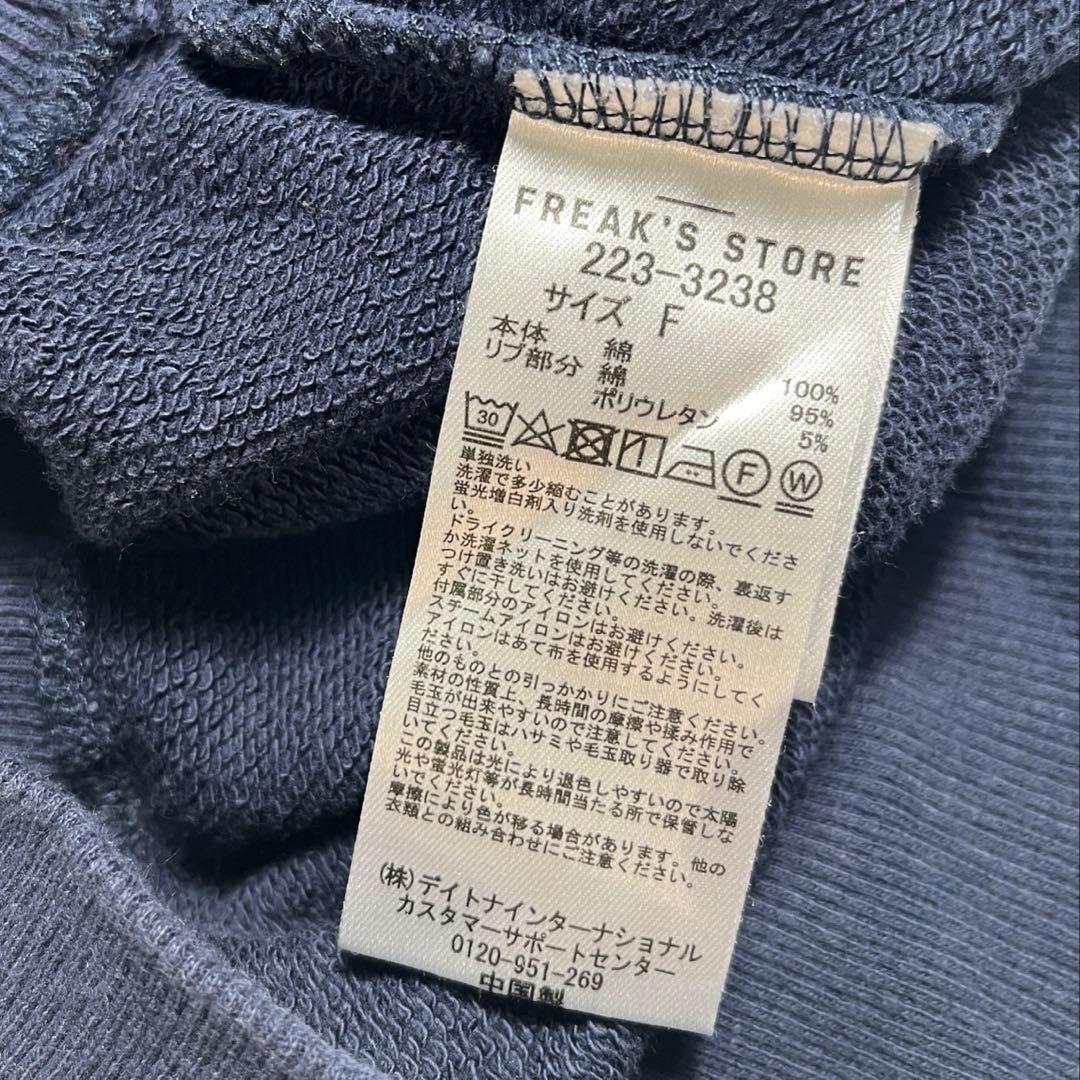 FREAK'S STORE
223-3238
サイズ F
本体 綿 100%
リブ部分 綿 95%
ポリウレタン 5%
30 F W
単独洗い
洗濯で多少縮むことがあります。
蛍光増白剤入り洗剤を使用しないでくださ
い。
ドライクリーニング等の洗濯の際、裏返す
か洗濯ネットを使用してください。
つけ置き洗いはお避けください。洗濯後は
すぐに干してください。
付属部分のアイロンはお避けください。
スチームアイロンはお避けください。
アイロンはあて布を使用するようにしてく
ださい。
他のものとの引っかかりにご注意ください。
素材の性質上、長時間の摩擦や揉み作用で
毛玉が出来やすいので注意してください。
目立つ毛玉はハサミや毛玉取り器で取り除
いてください。
この製品は光により退色しやすいので太陽
光や蛍光灯等が長時間当たる所で保管しな
いでください。
摩擦により色が移る場合があります。他の
衣類との組み合わせにご注意ください。
(株)デイトナインターナショナル
カスタマーサポートセンター
0120-951-269
中国製